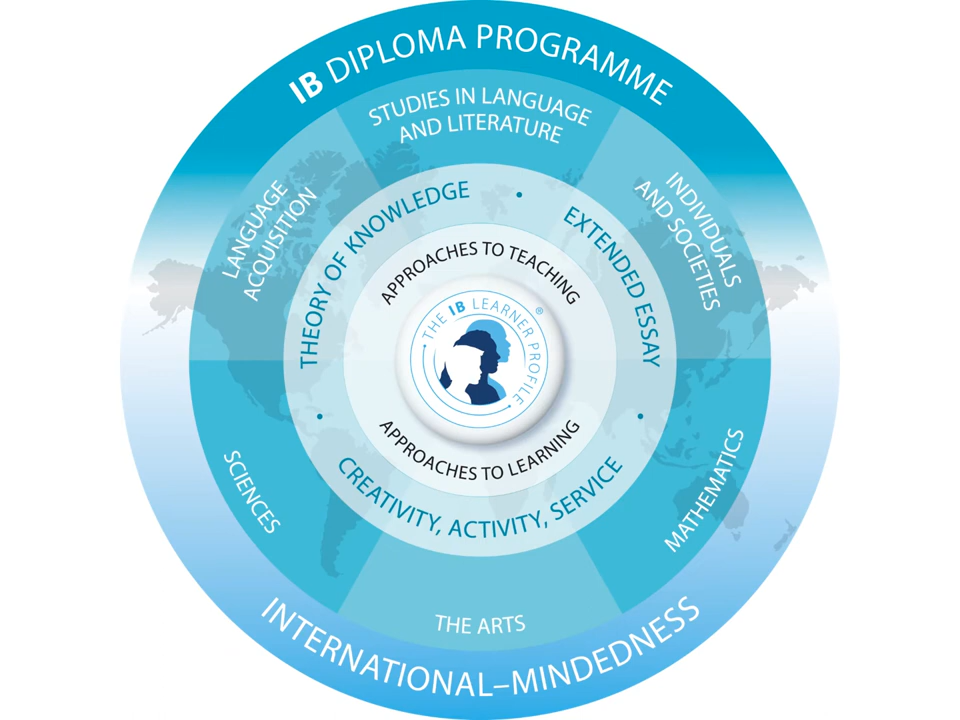 IB DIPLOMA PROGRAMME
STUDIES IN LANGUAGE
AND LITERATURE
LANGUAGE
ACQUISITION
INDIVIDUALS
AND SOCIETIES
THEORY OF KNOWLEDGE
EXTENDED ESSAY
APPROACHES TO TEACHING
THE IB LEARNER PROFILE ®
APPROACHES TO LEARNING
CREATIVITY, ACTIVITY, SERVICE
SCIENCES
MATHEMATICS
THE ARTS
INTERNATIONAL–MINDEDNESS